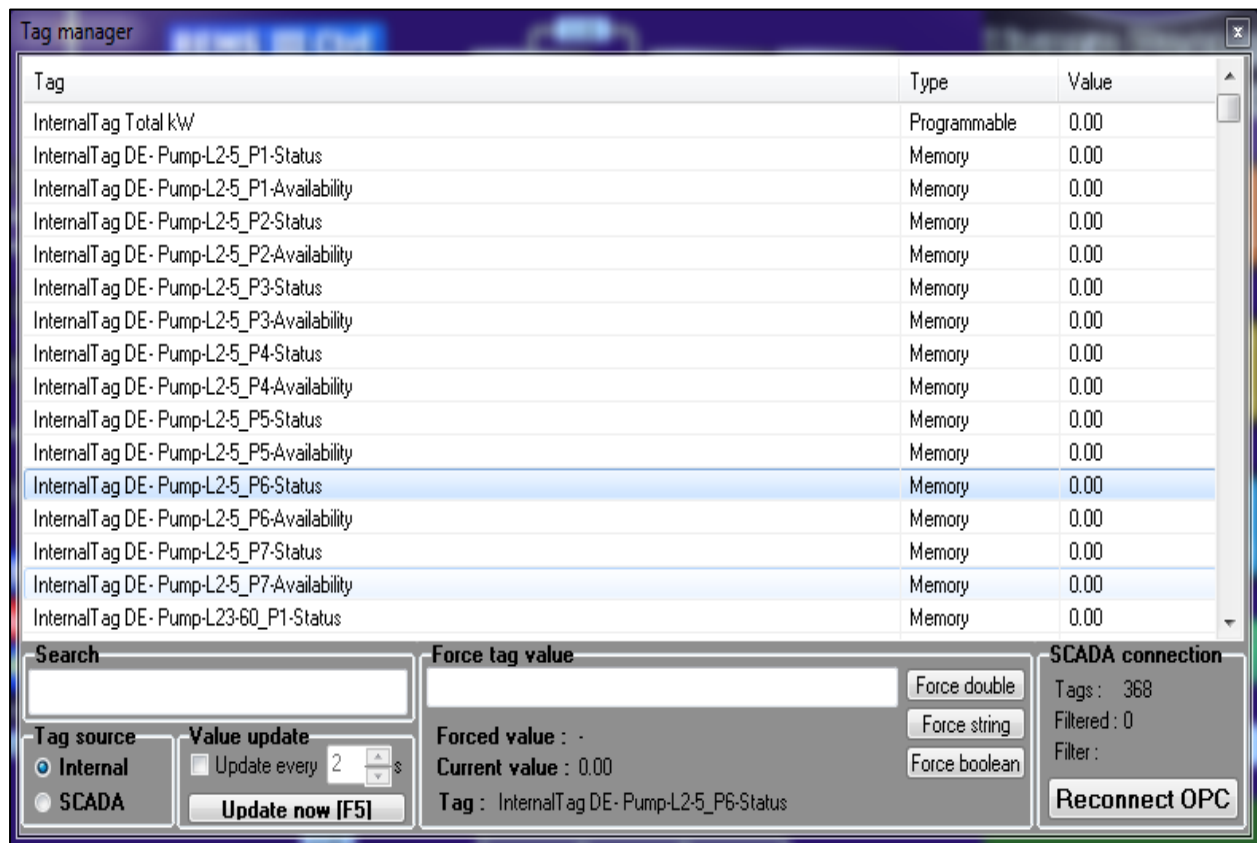 Tag manager
x
Tag Type Value
InternalTag Total kW Programmable 0.00
InternalTag DE- Pump-L2-5_P1-Status Memory 0.00
InternalTag DE- Pump-L2-5_P1-Availability Memory 0.00
InternalTag DE- Pump-L2-5_P2-Status Memory 0.00
InternalTag DE- Pump-L2-5_P2-Availability Memory 0.00
InternalTag DE- Pump-L2-5_P3-Status Memory 0.00
InternalTag DE- Pump-L2-5_P3-Availability Memory 0.00
InternalTag DE- Pump-L2-5_P4-Status Memory 0.00
InternalTag DE- Pump-L2-5_P4-Availability Memory 0.00
InternalTag DE- Pump-L2-5_P5-Status Memory 0.00
InternalTag DE- Pump-L2-5_P5-Availability Memory 0.00
InternalTag DE- Pump-L2-5_P6-Status Memory 0.00
InternalTag DE- Pump-L2-5_P6-Availability Memory 0.00
InternalTag DE- Pump-L2-5_P7-Status Memory 0.00
InternalTag DE- Pump-L2-5_P7-Availability Memory 0.00
InternalTag DE- Pump-L23-60_P1-Status Memory 0.00
Search
Tag source
Internal
SCADA
Value update
Update every 2 s
Update now [F5]
Force tag value
Force double
Force string
Force boolean
Forced value : -
Current value : 0.00
Tag : InternalTag DE- Pump-L2-5_P6-Status
SCADA connection
Tags : 368
Filtered : 0
Filter :
Reconnect OPC